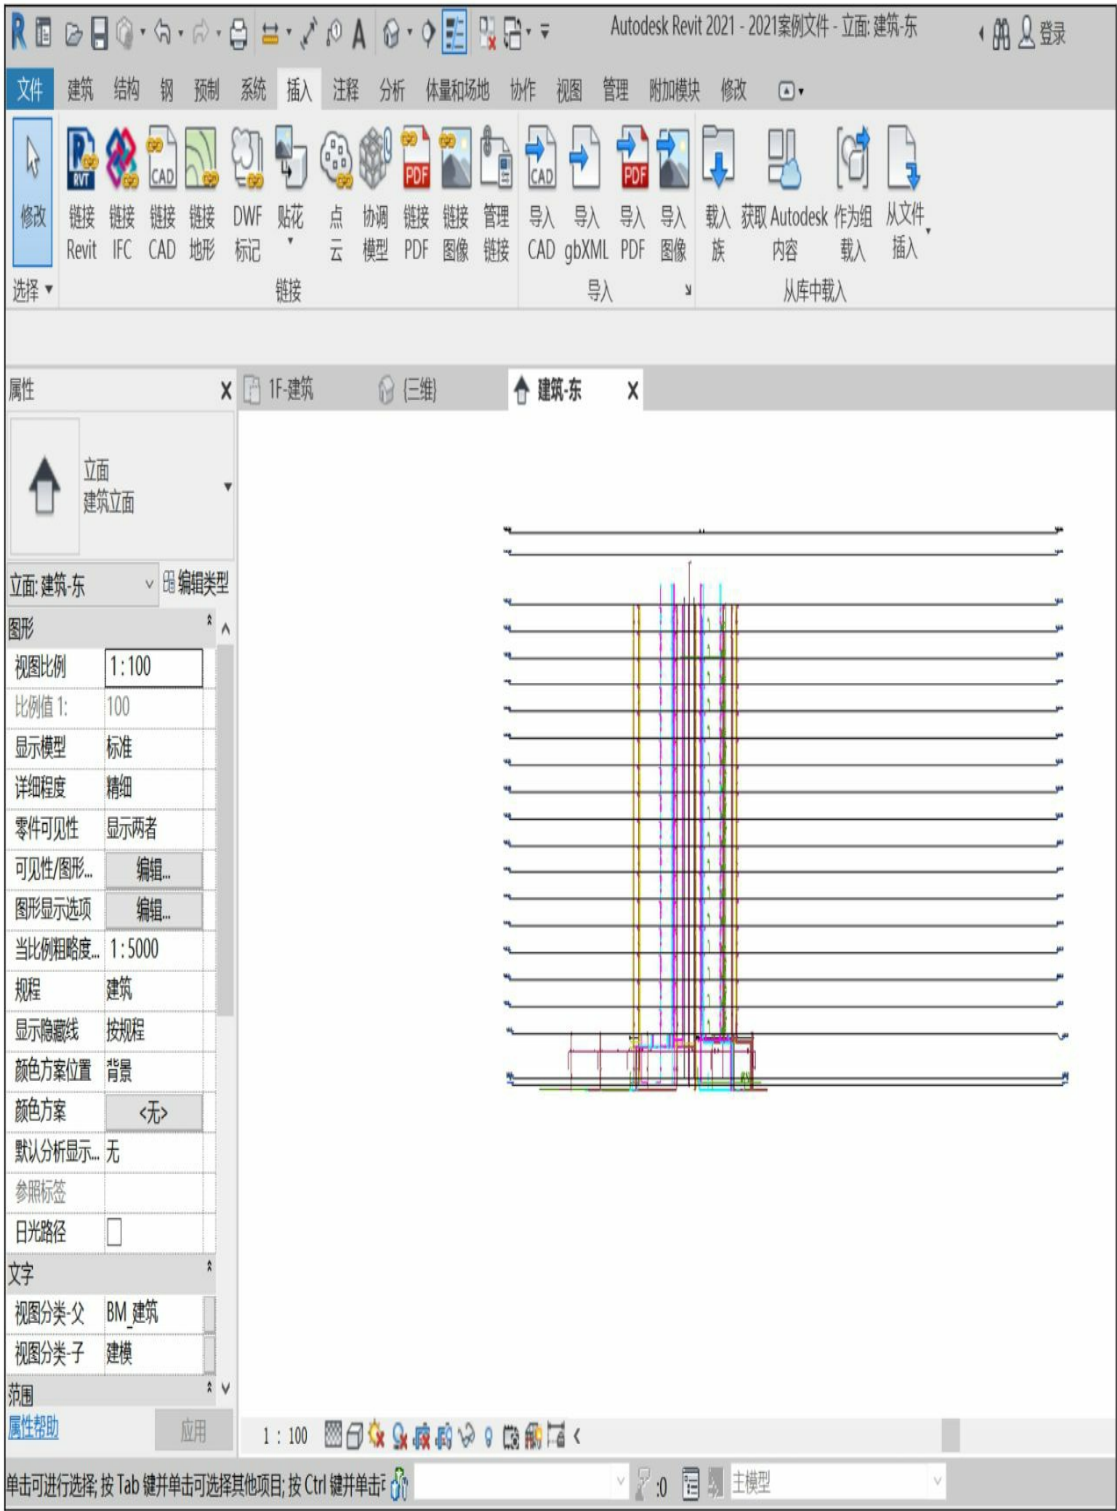 Autodesk Revit 2021 - 2021案例文件 - 立面: 建筑-东 登录
文件 建筑 结构 钢 预制 系统 插入 注释 分析 体量和场地 协作 视图 管理 附加模块 修改
修改 链接 Revit 链接 IFC 链接 CAD 链接 地形 DWF 标记 贴花 点 云 协调 模型 链接 PDF 链接 图像 管理 链接 导入 CAD 导入 gbXML 导入 PDF 导入 图像 载入 族 获取 Autodesk 内容 作为组 载入 从文件 插入
选择 链接 导入 从库中载入
属性 X 1F-建筑 {三维} 建筑-东 X
立面
建筑立面
立面: 建筑-东 编辑类型
图形
视图比例 1:100
比例值 1: 100
显示模型 标准
详细程度 精细
零件可见性 显示两者
可见性/图形... 编辑...
图形显示选项 编辑...
当比例粗略度... 1:5000
规程 建筑
显示隐藏线 按规程
颜色方案位置 背景
颜色方案 <无>
默认分析显示... 无
参照标签
日光路径
文字
视图分类-父 BM_建筑
视图分类-子 建模
范围
属性帮助 应用 1 : 100
单击可进行选择; 按 Tab 键并单击可选择其他项目; 按 Ctrl 键并单击 :0 主模型